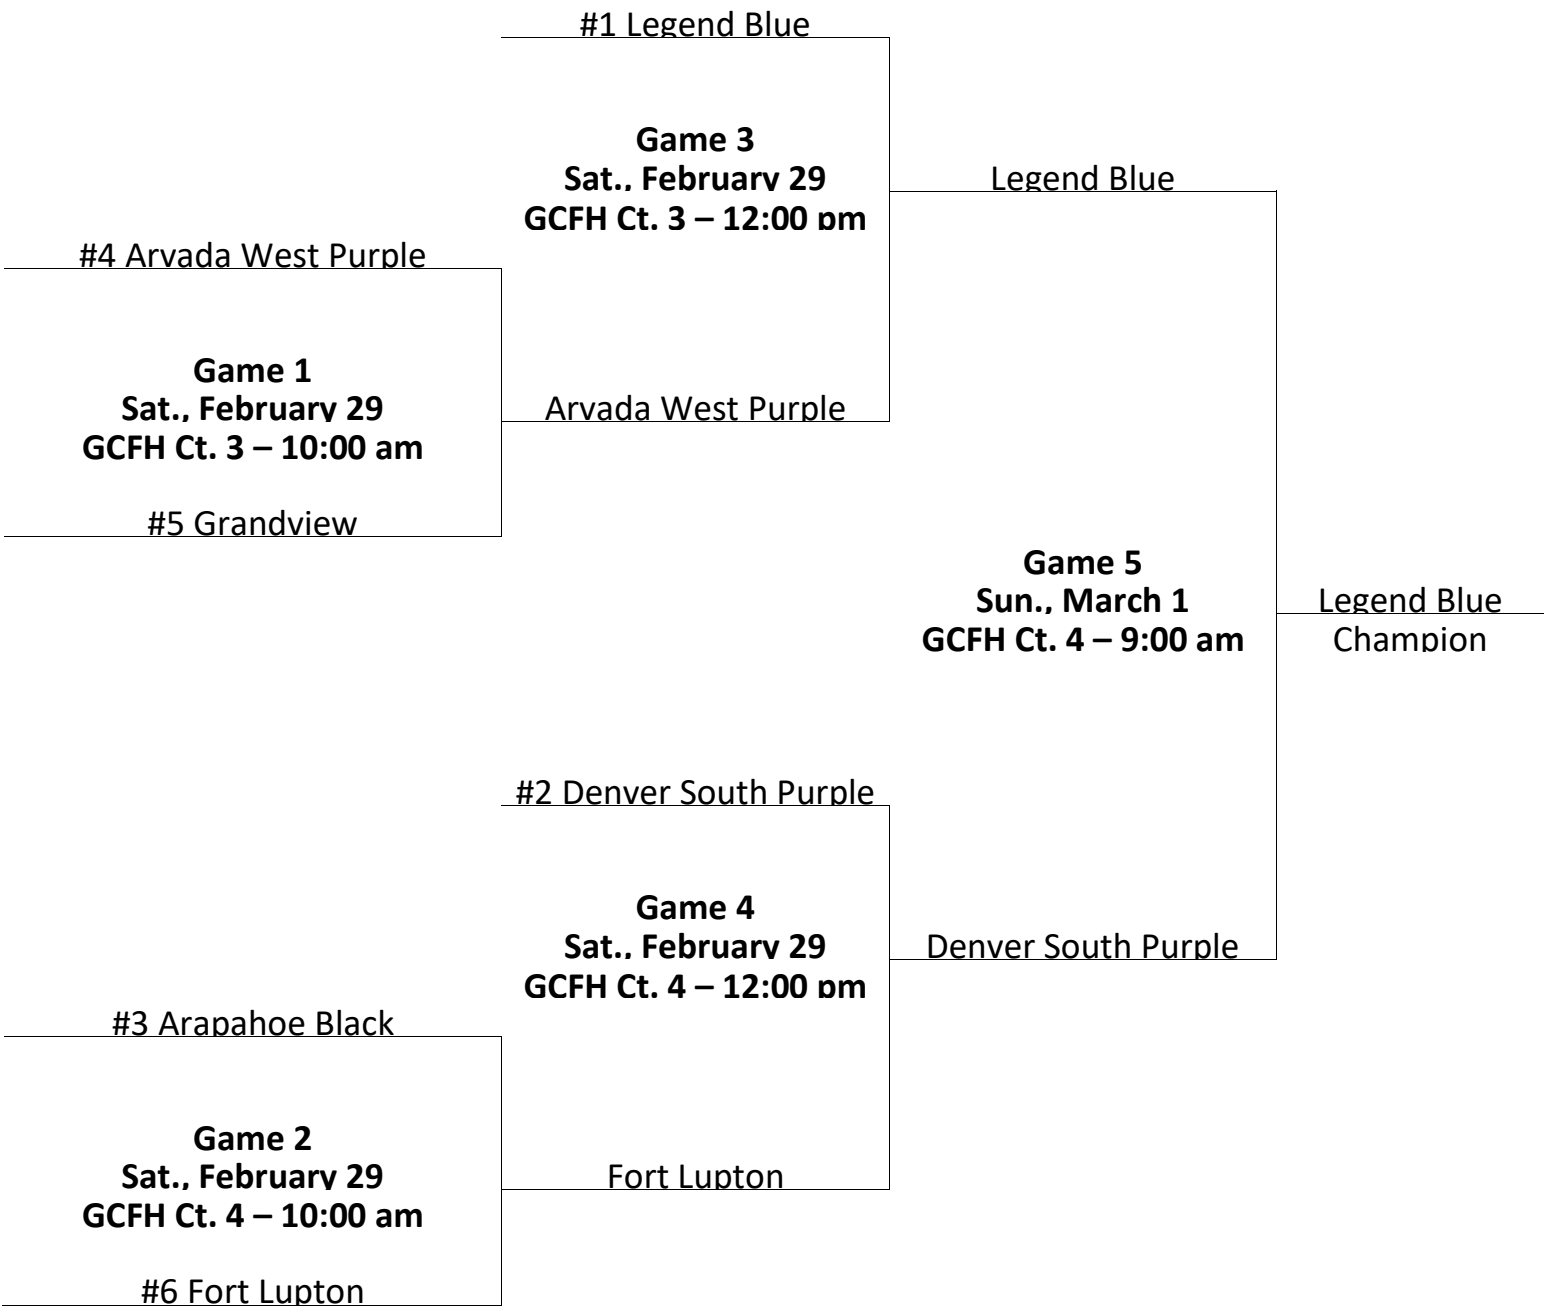 #1 Legend Blue
Game 3
Sat., February 29
GCFH Ct. 3 – 12:00 pm
Legend Blue
#4 Arvada West Purple
Game 1
Sat., February 29
GCFH Ct. 3 – 10:00 am
Arvada West Purple
#5 Grandview
Game 5
Sun., March 1
GCFH Ct. 4 – 9:00 am
Legend Blue
Champion
#2 Denver South Purple
Game 4
Sat., February 29
GCFH Ct. 4 – 12:00 pm
Denver South Purple
#3 Arapahoe Black
Game 2
Sat., February 29
GCFH Ct. 4 – 10:00 am
Fort Lupton
#6 Fort Lupton